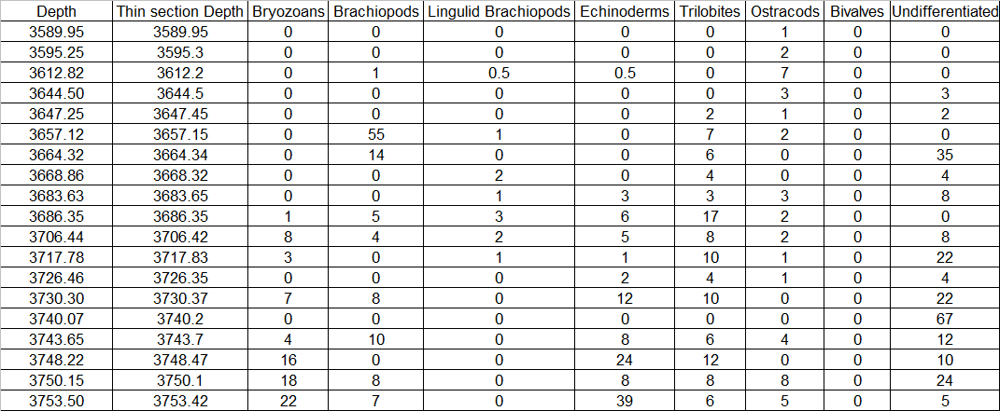 Depth Thin section Depth Bryozoans Brachiopods Lingulid Brachiopods Echinoderms Trilobites Ostracods Bivalves Undifferentiated
3589.95 3589.95 0 0 0 0 0 1 0 0
3595.25 3595.3 0 0 0 0 0 2 0 0
3612.82 3612.2 0 1 0.5 0.5 0 7 0 0
3644.50 3644.5 0 0 0 0 0 3 0 3
3647.25 3647.45 0 0 0 0 2 1 0 2
3657.12 3657.15 0 55 1 0 7 2 0 0
3664.32 3664.34 0 14 0 0 6 0 0 35
3668.86 3668.32 0 0 2 0 4 0 0 4
3683.63 3683.65 0 0 1 3 3 3 0 8
3686.35 3686.35 1 5 3 6 17 2 0 0
3706.44 3706.42 8 4 2 5 8 2 0 8
3717.78 3717.83 3 0 1 1 10 1 0 22
3726.46 3726.35 0 0 0 2 4 1 0 4
3730.30 3730.37 7 8 0 12 10 0 0 22
3740.07 3740.2 0 0 0 0 0 0 0 67
3743.65 3743.7 4 10 0 8 6 4 0 12
3748.22 3748.47 16 0 0 24 12 0 0 10
3750.15 3750.1 18 8 0 8 8 8 0 24
3753.50 3753.42 22 7 0 39 6 5 0 5